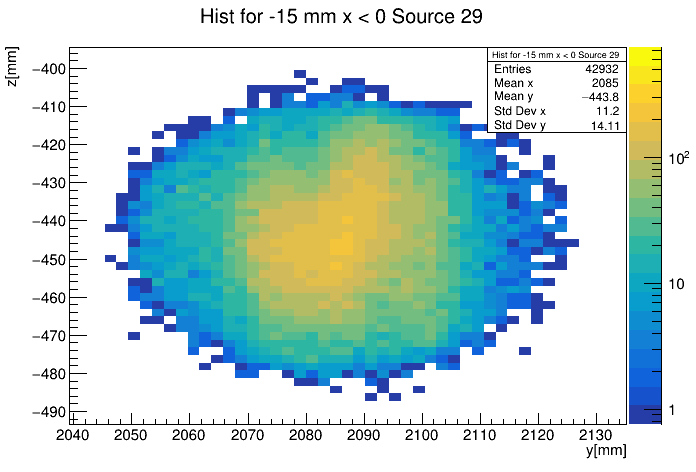 Hist for -15 mm x < 0 Source 29
z[mm]
Hist for -15 mm x < 0 Source 29
Entries 42932
Mean x 2085
Mean y −443.8
Std Dev x 11.2
Std Dev y 14.11
−400
−410
−420
−430
−440
−450
−460
−470
−480
−490
10²
10
1
2040 2050 2060 2070 2080 2090 2100 2110 2120 2130
y[mm]